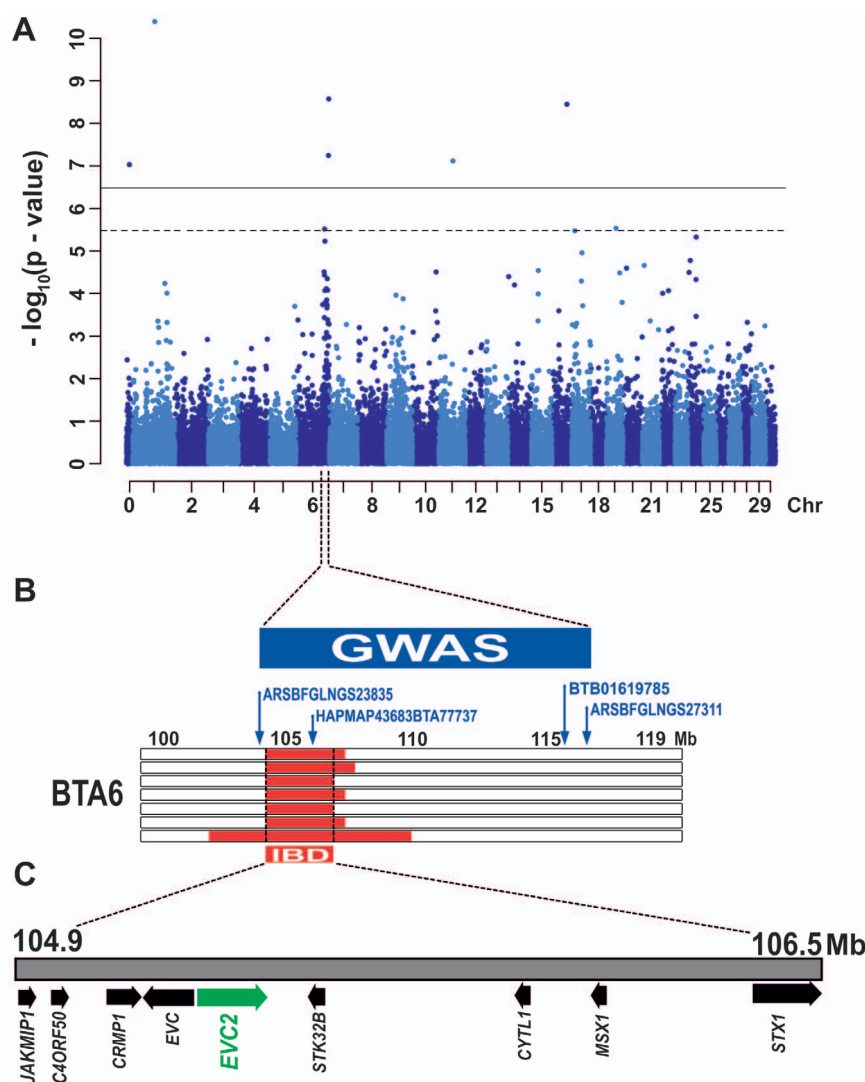 A
10
9
8
7
6
5
4
3
2
1
0
- log10(p - value)
0 2 4 6 8 10 12 15 18 21 25 29 Chr
B
GWAS
ARSBFGLNGS23835
BTB01619785
HAPMAP43683BTA77737
ARSBFGLNGS27311
100 105 110 115 119 Mb
BTA6
IBD
C
104.9
106.5 Mb
JAKMIP1
C4ORF50
CRMP1
EVC
EVC2
STK32B
CYTL1
MSX1
STX1